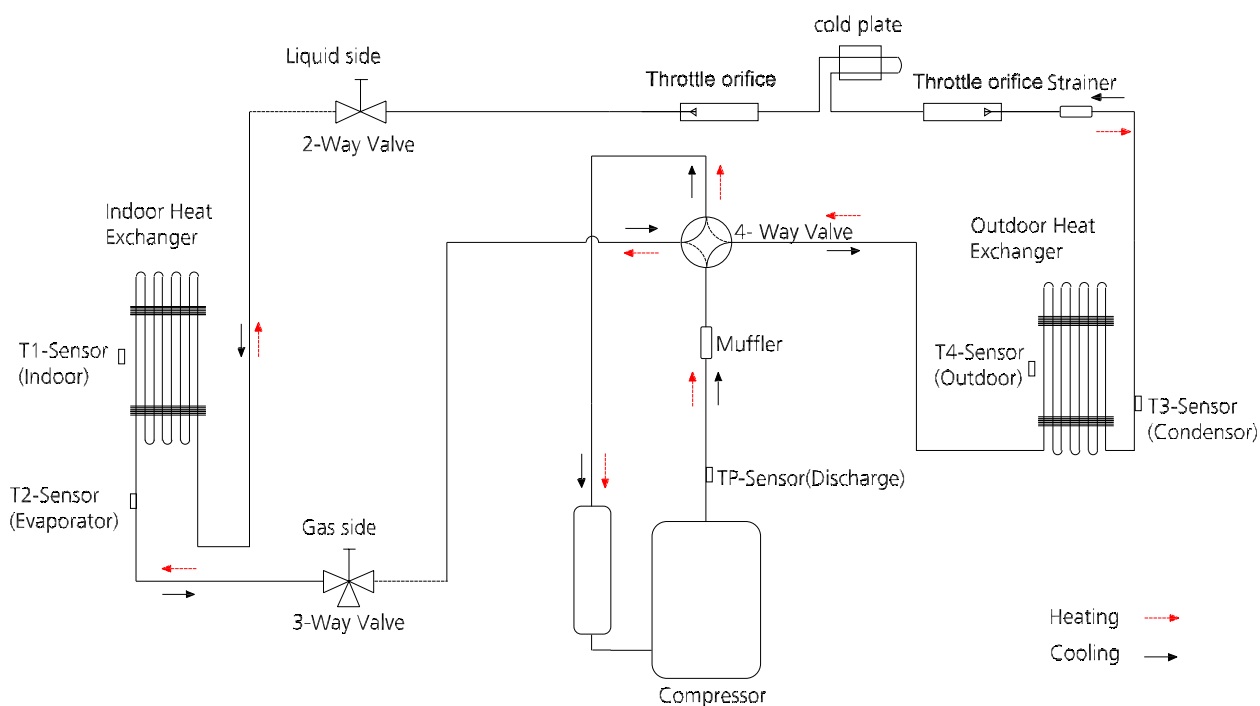 cold plate
Liquid side
Throttle orifice
Throttle orifice
Strainer
2-Way Valve
Indoor Heat
Exchanger
4- Way Valve
Outdoor Heat
Exchanger
T1-Sensor
(Indoor)
Muffler
T4-Sensor
(Outdoor)
T3-Sensor
(Condensor)
TP-Sensor(Discharge)
T2-Sensor
(Evaporator)
Gas side
3-Way Valve
Heating
Cooling
Compressor